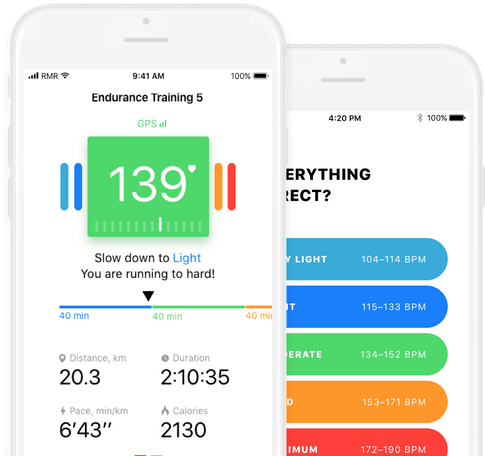 RMR
9:41 AM
100%
Endurance Training 5
GPS
139
Slow down to Light
You are running to hard!
40 min
40 min
40 m
Distance, km
Duration
20.3
2:10:35
Pace, min/km
Calories
6’43’’
2130
4:20 PM
100%
ERYTHING
RECT?
Y LIGHT
104–114 BPM
HT
115–133 BPM
DERATE
134–152 BPM
D
153–171 BPM
XIMUM
172–190 BPM